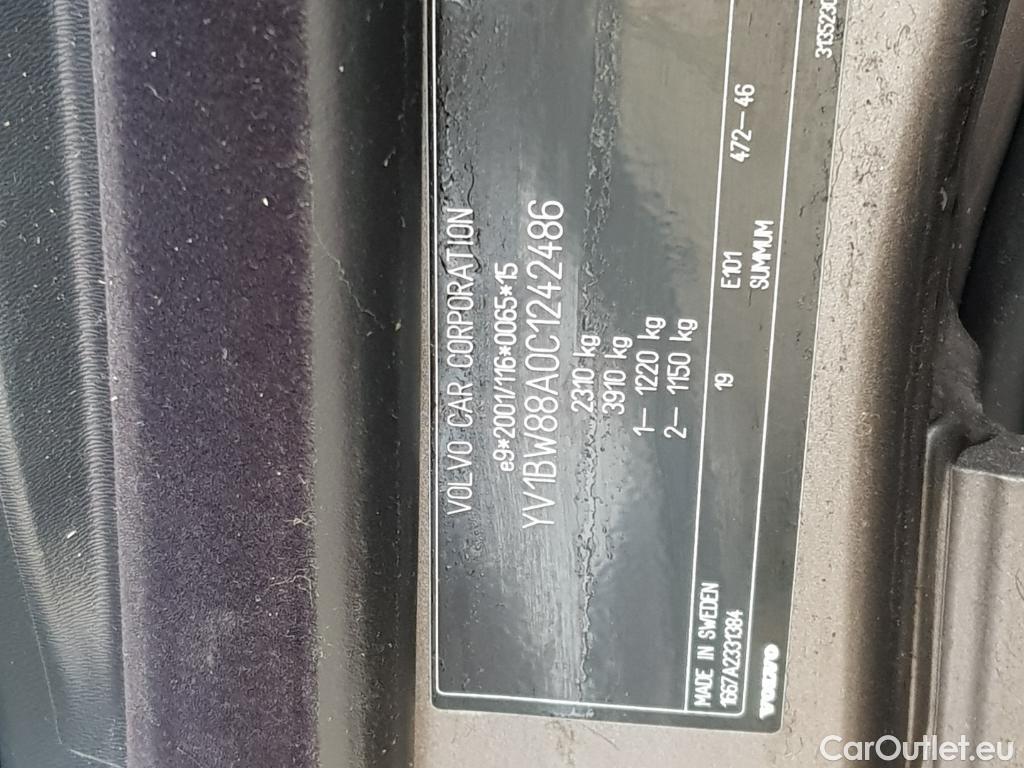 VOLVO CAR CORPORATION
e9*2001/116*0065*15
YV1BW88A0C1242486
2310 kg
3910 kg
1- 1220 kg
2- 1150 kg
MADE IN SWEDEN 19 E101 472-46
1667A2331384 SUMMUM
VOLVO
CarOutlet.eu